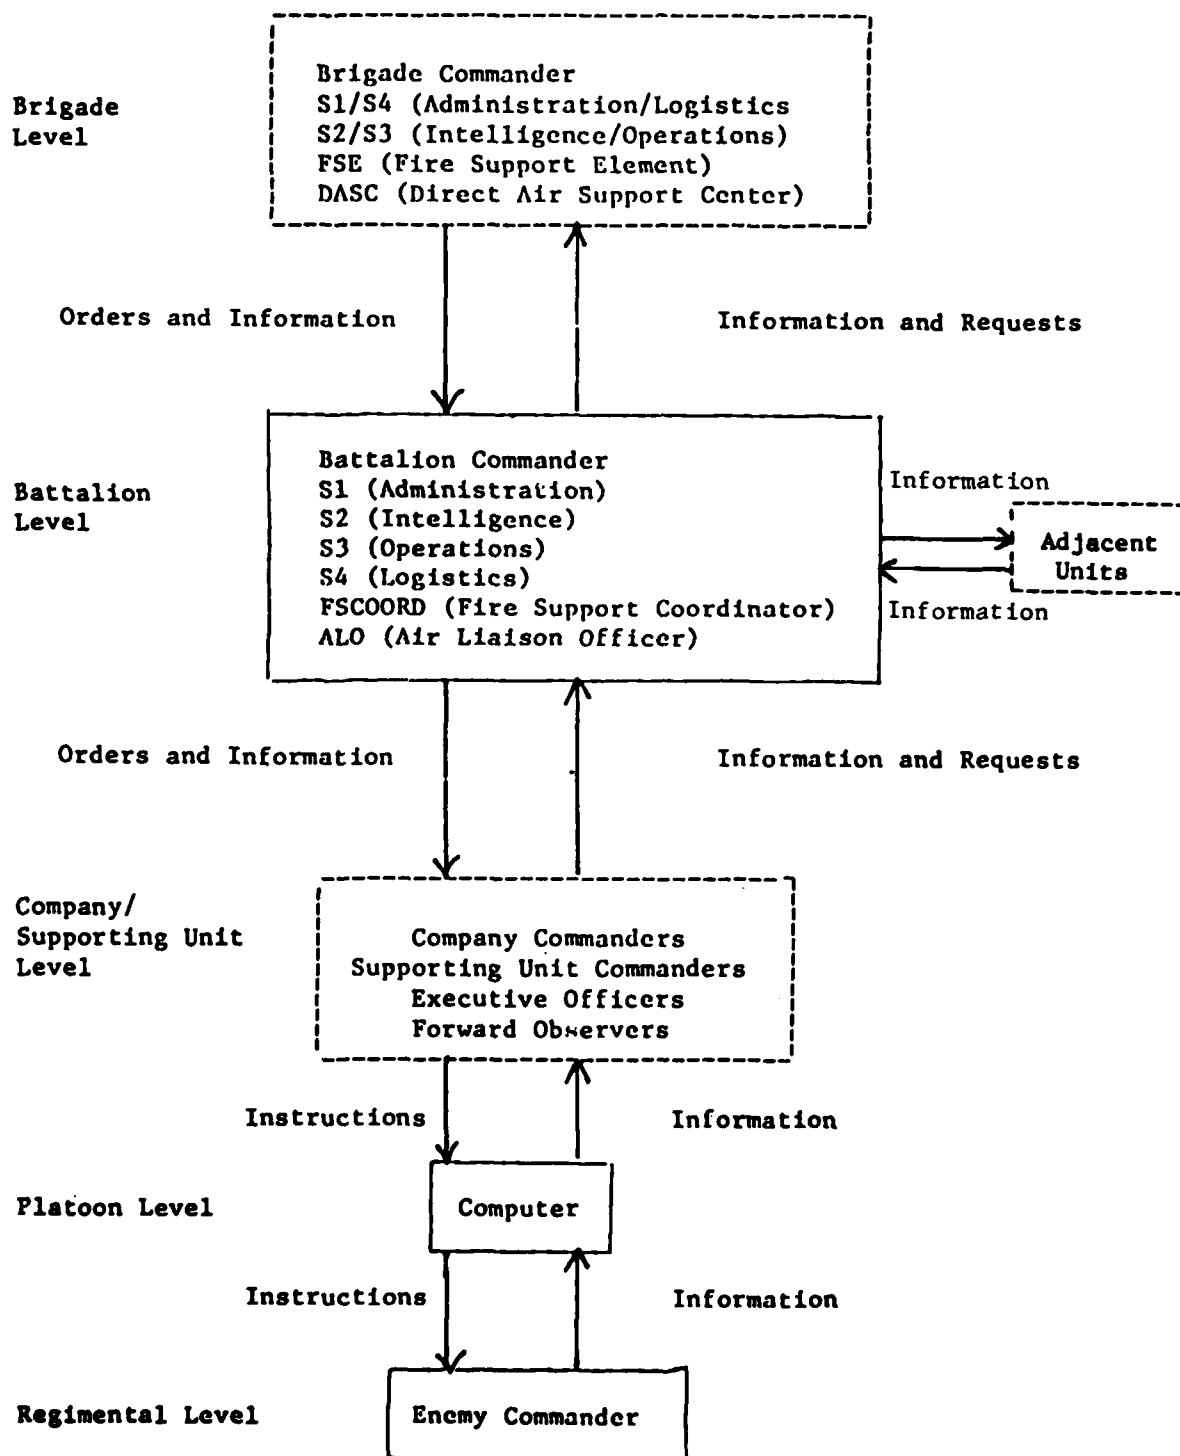 Brigade Commander
S1/S4 (Administration/Logistics
S2/S3 (Intelligence/Operations)
FSE (Fire Support Element)
DASC (Direct Air Support Center)
Brigade
Level
Orders and Information
Information and Requests
Battalion Commander
S1 (Administration)
S2 (Intelligence)
S3 (Operations)
S4 (Logistics)
FSCOORD (Fire Support Coordinator)
ALO (Air Liaison Officer)
Battalion
Level
Information
Adjacent
Units
Information
Orders and Information
Information and Requests
Company/
Supporting Unit
Level
Company Commanders
Supporting Unit Commanders
Executive Officers
Forward Observers
Instructions
Information
Platoon Level
Computer
Instructions
Information
Regimental Level
Enemy Commander